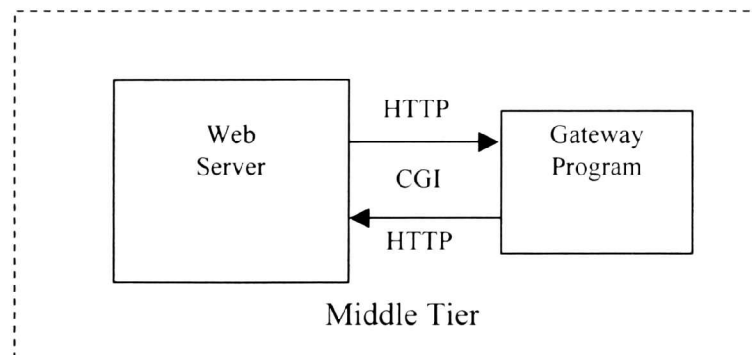 HTTP
Web
Server
Gateway
Program
CGI
HTTP
Middle Tier